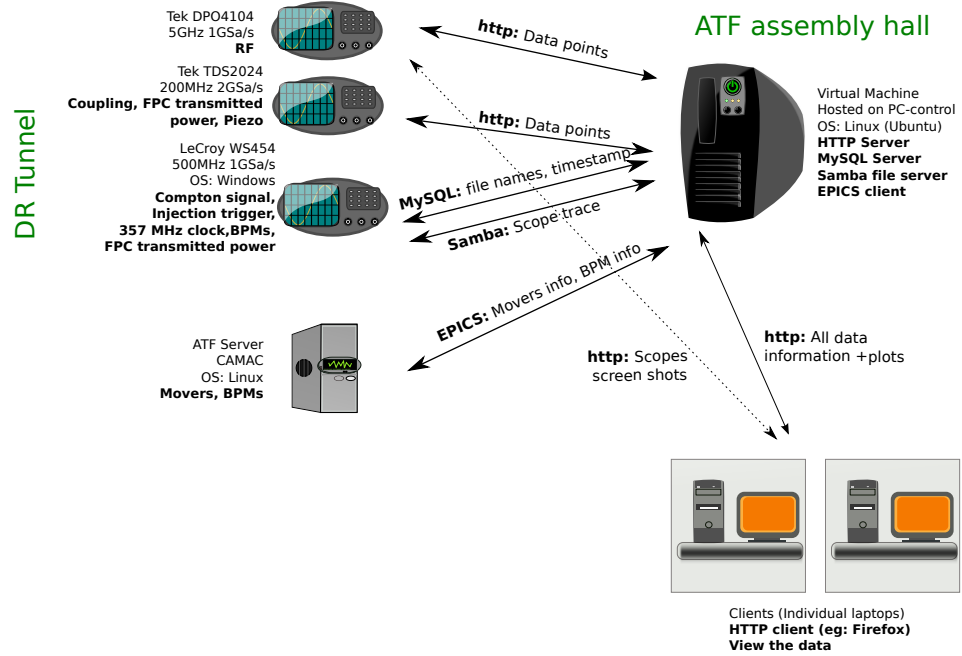 ATF assembly hall
DR Tunnel
Tek DPO4104
5GHz 1GSa/s
RF
Tek TDS2024
200MHz 2GSa/s
Coupling, FPC transmitted
power, Piezo
LeCroy WS454
500MHz 1GSa/s
OS: Windows
Compton signal,
Injection trigger,
357 MHz clock,BPMs,
FPC transmitted power
ATF Server
CAMAC
OS: Linux
Movers, BPMs
http: Data points
http: Data points
MySQL: file names, timestamp
Samba: Scope trace
EPICS: Movers info, BPM info
http: Scopes
screen shots
http: All data
information +plots
Virtual Machine
Hosted on PC-control
OS: Linux (Ubuntu)
HTTP Server
MySQL Server
Samba file server
EPICS client
Clients (Individual laptops)
HTTP client (eg: Firefox)
View the data